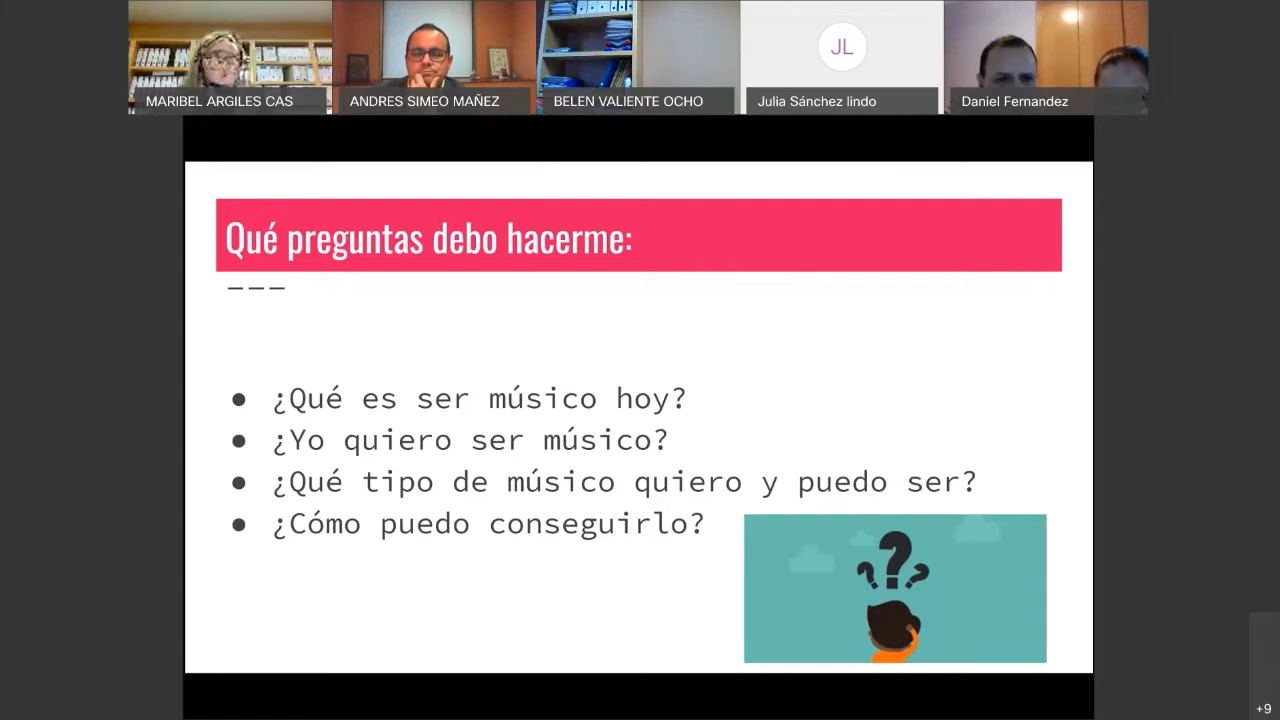 MARIBEL ARGILES CAS
ANDRES SIMEO MAÑEZ
BELEN VALIENTE OCHO
JL
Julia Sánchez lindo
Daniel Fernandez
Qué preguntas debo hacerme:
● ¿Qué es ser músico hoy?
● ¿Yo quiero ser músico?
● ¿Qué tipo de músico quiero y puedo ser?
● ¿Cómo puedo conseguirlo?
???
+9